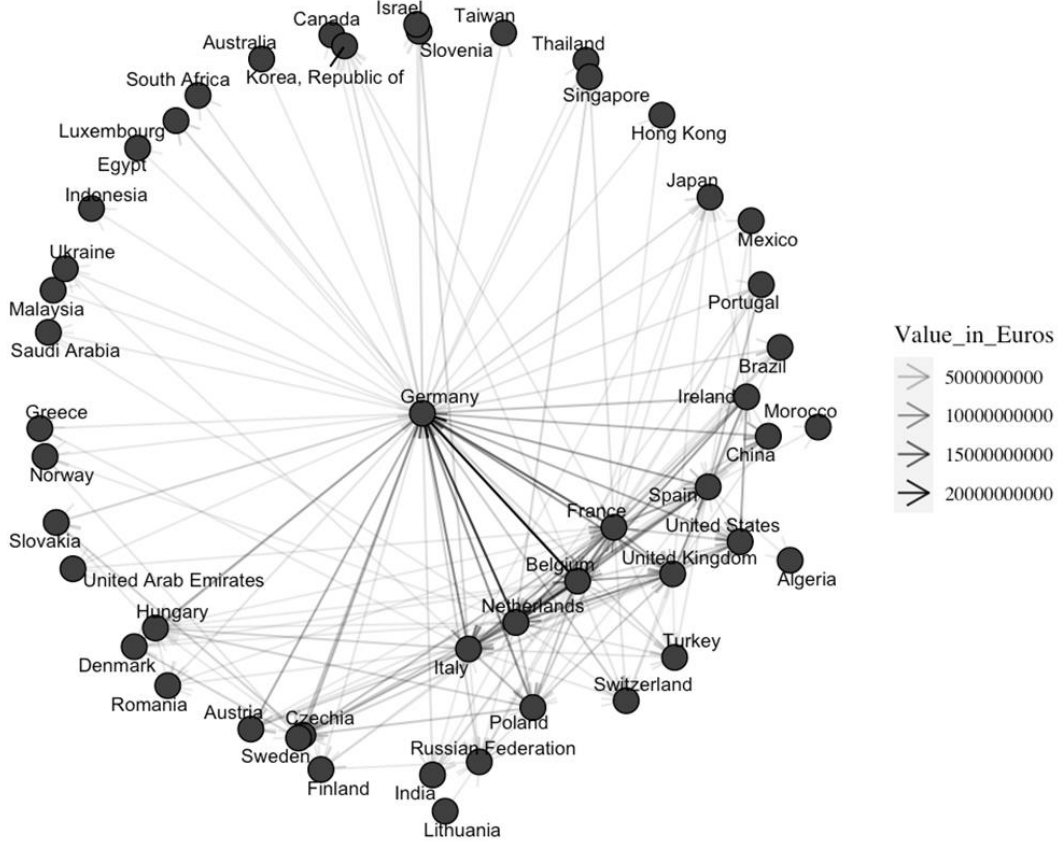 Israel
Canada
Taiwan
Australia
Slovenia
Thailand
Korea, Republic of
South Africa
Singapore
Luxembourg
Hong Kong
Egypt
Japan
Indonesia
Mexico
Ukraine
Portugal
Malaysia
Saudi Arabia
Brazil
Germany
Ireland
Greece
Morocco
China
Norway
Spain
France
United States
Slovakia
United Kingdom
Belgium
United Arab Emirates
Algeria
Netherlands
Hungary
Turkey
Denmark
Italy
Switzerland
Romania
Austria
Czechia
Poland
Russian Federation
Sweden
Finland
India
Lithuania
Value_in_Euros
5000000000
10000000000
15000000000
20000000000